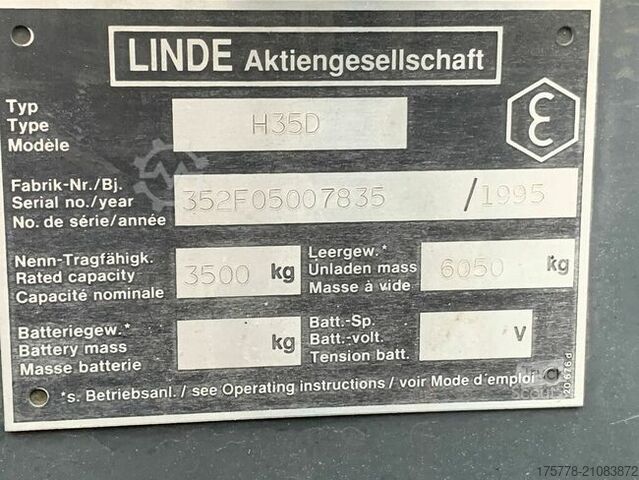 LINDE Aktiengesellschaft
Typ
Type
Modèle
H35D
Fabrik-Nr./Bj.
Serial no./year
No. de série/année
352F05007835 /1995
Nenn-Tragfähigk.
Rated capacity
Capacité nominale
3500 kg
Leergew.*
Unladen mass
Masse à vide
6050 kg
Batteriegew.*
Battery mass
Masse batterie
kg
Batt.-Sp.
Batt.-volt.
Tension batt.
V
*s. Betriebsanl. / see Operating instructions / voir Mode d'emploi
175778-21083872